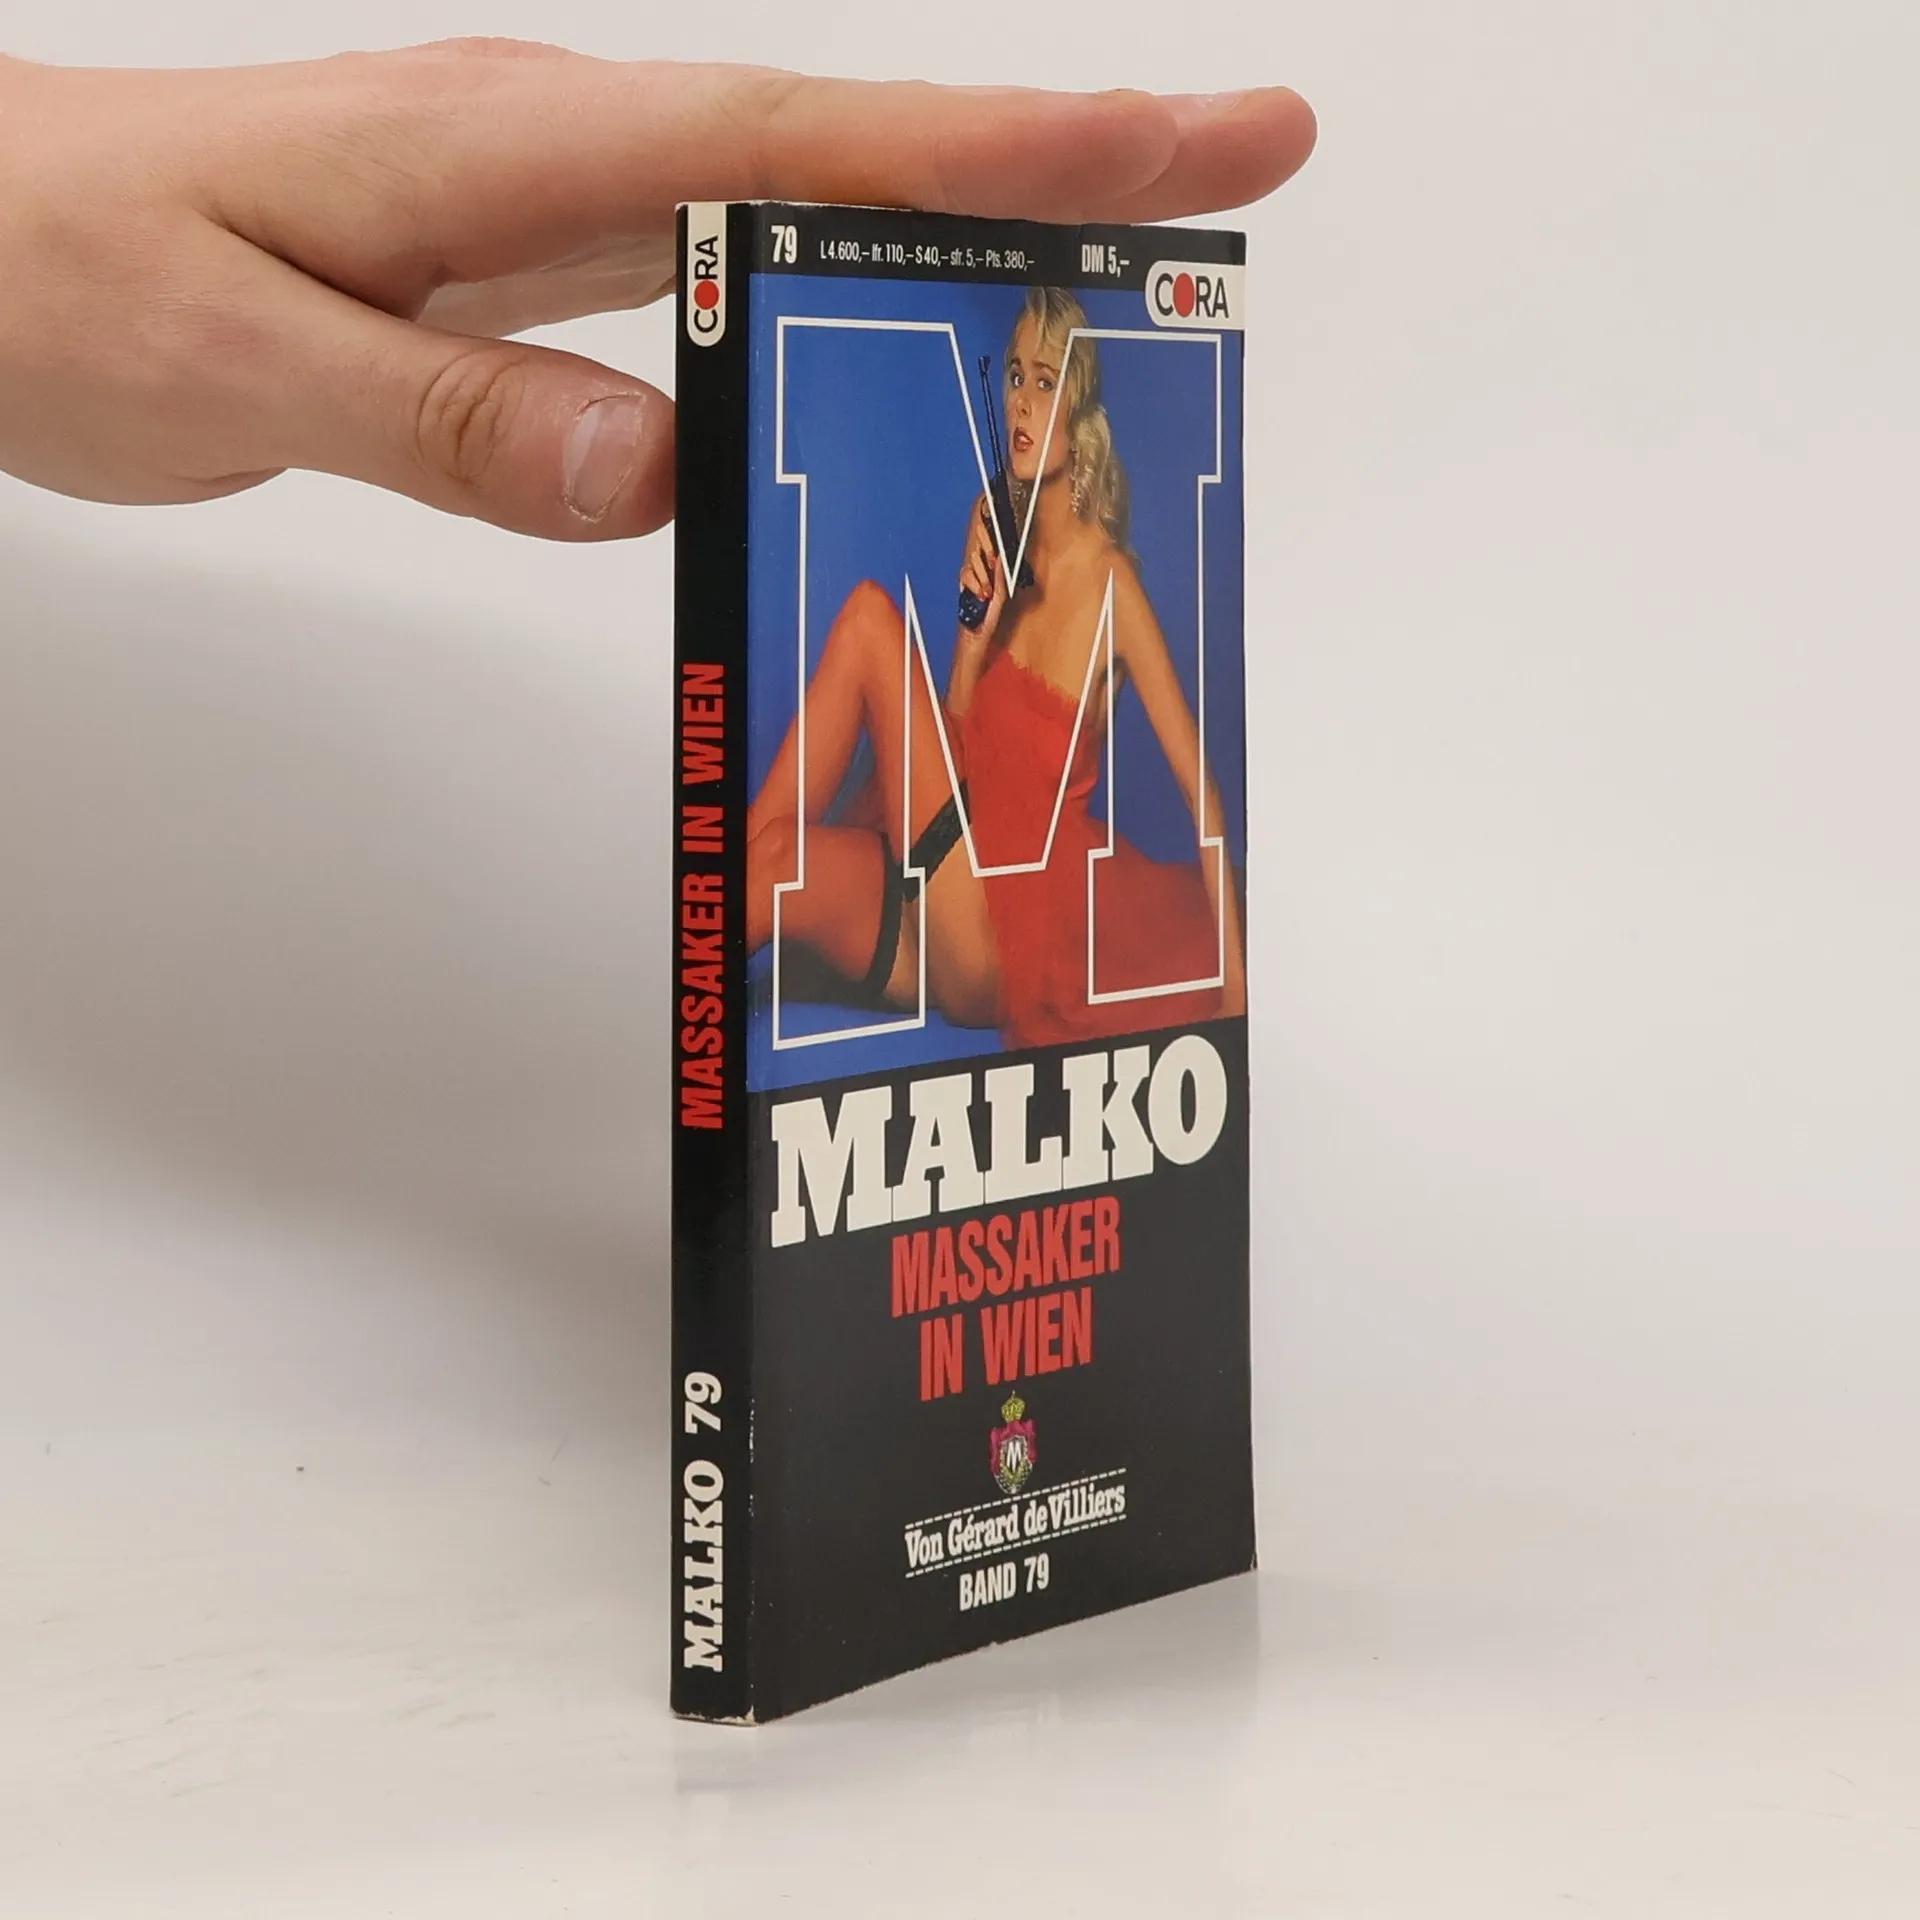 CORA
MASSAKER IN WIEN
MALKO 79
79 L 4.600,– lfr. 110,– S 40,– sfr. 5,– Pts. 380,– DM 5,–
CORA
M
MALKO
MASSAKER
IN WIEN
M
Von Gérard de Villiers
BAND 79